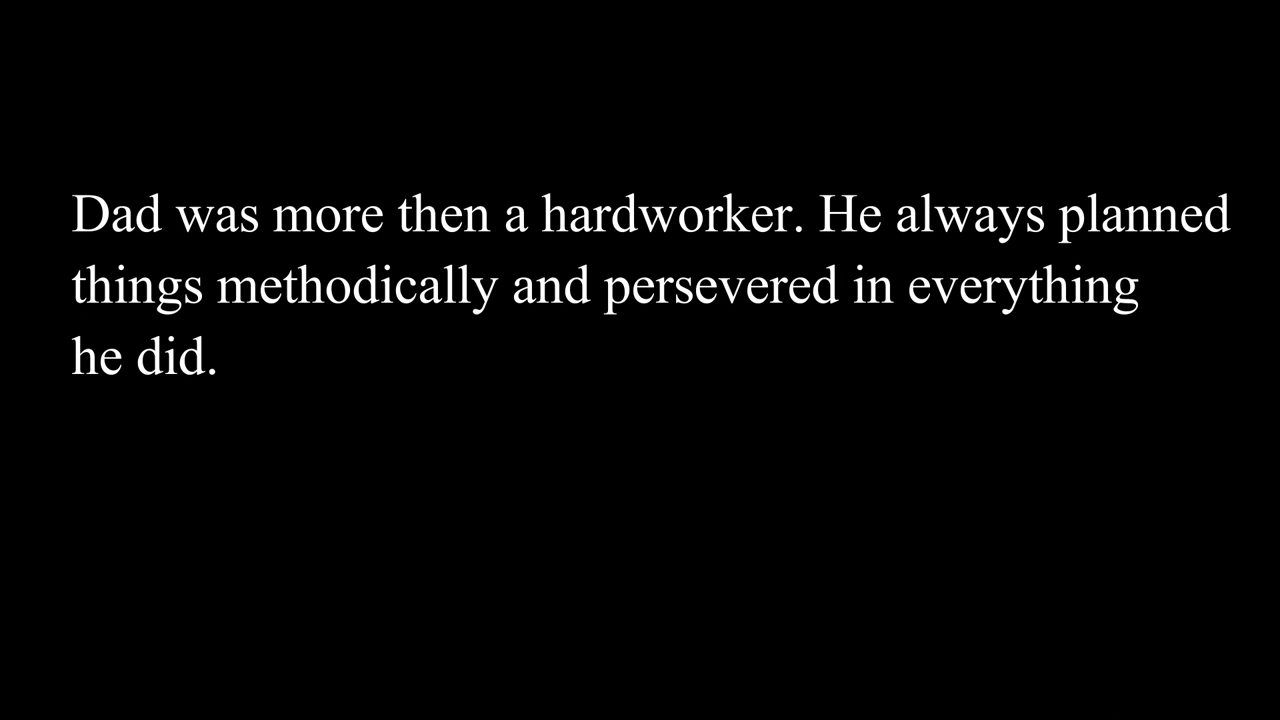 Dad was more then a hardworker. He always planned
things methodically and persevered in everything
he did.